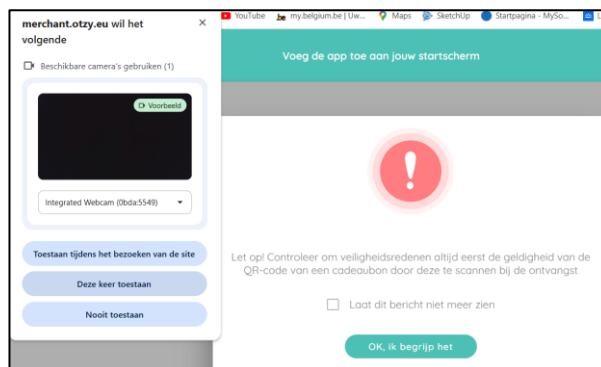 merchant.otzy.eu wil het
volgende
Beschikbare camera's gebruiken (1)
Voorbeeld
Integrated Webcam (0bda:5549)
Toestaan tijdens het bezoeken van de site
Deze keer toestaan
Nooit toestaan
YouTube
my.belgium.be | Uw...
Maps
SketchUp
Startpagina - MySo...
Voeg de app toe aan jouw startscherm
Let op! Controleer om veiligheidsredenen altijd eerst de geldigheid van de
QR-code van een cadeaubon door deze te scannen bij de ontvangst
Laat dit bericht niet meer zien
OK, ik begrijp het